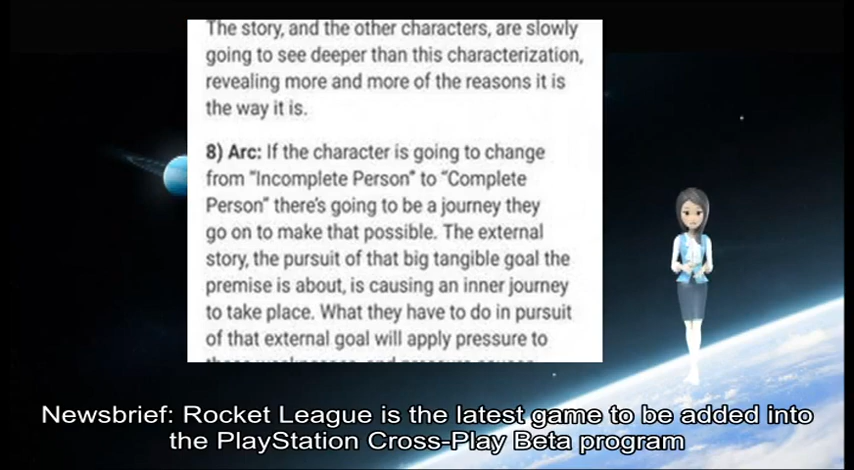 The story, and the other characters, are slowly
going to see deeper than this characterization,
revealing more and more of the reasons it is
the way it is.
8) Arc: If the character is going to change
from "Incomplete Person" to "Complete
Person" there's going to be a journey they
go on to make that possible. The external
story, the pursuit of that big tangible goal the
premise is about, is causing an inner journey
to take place. What they have to do in pursuit
of that external goal will apply pressure to
Newsbrief: Rocket League is the latest game to be added into
the PlayStation Cross-Play Beta program